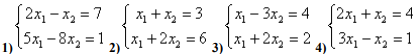 1) { 2x₁ − x₂ = 7
5x₁ − 8x₂ = 1
2) { x₁ + x₂ = 3
x₁ + 2x₂ = 6
3) { x₁ − 3x₂ = 4
x₁ + 2x₂ = 2
4) { 2x₁ + x₂ = 4
3x₁ − x₂ = 1